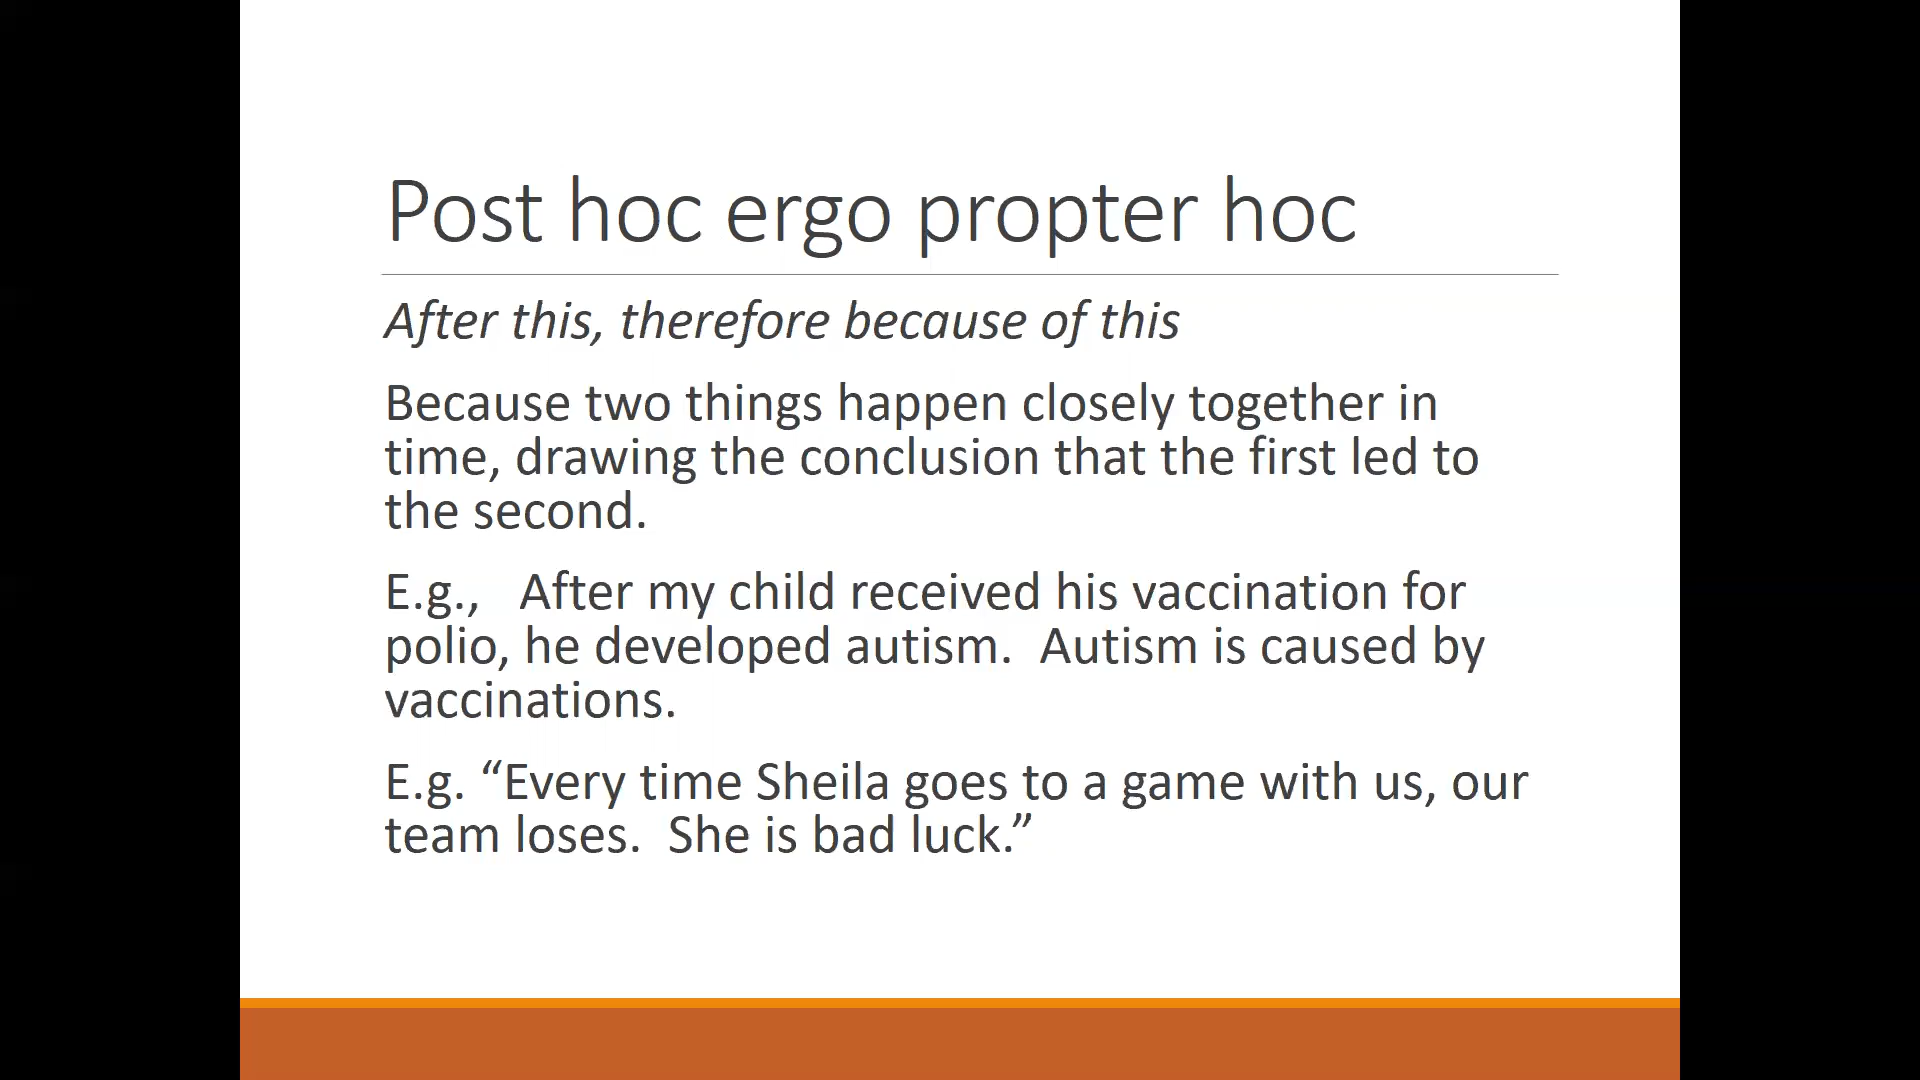 Post hoc ergo propter hoc
After this, therefore because of this
Because two things happen closely together in
time, drawing the conclusion that the first led to
the second.
E.g.,   After my child received his vaccination for
polio, he developed autism.  Autism is caused by
vaccinations.
E.g. “Every time Sheila goes to a game with us, our
team loses.  She is bad luck.”